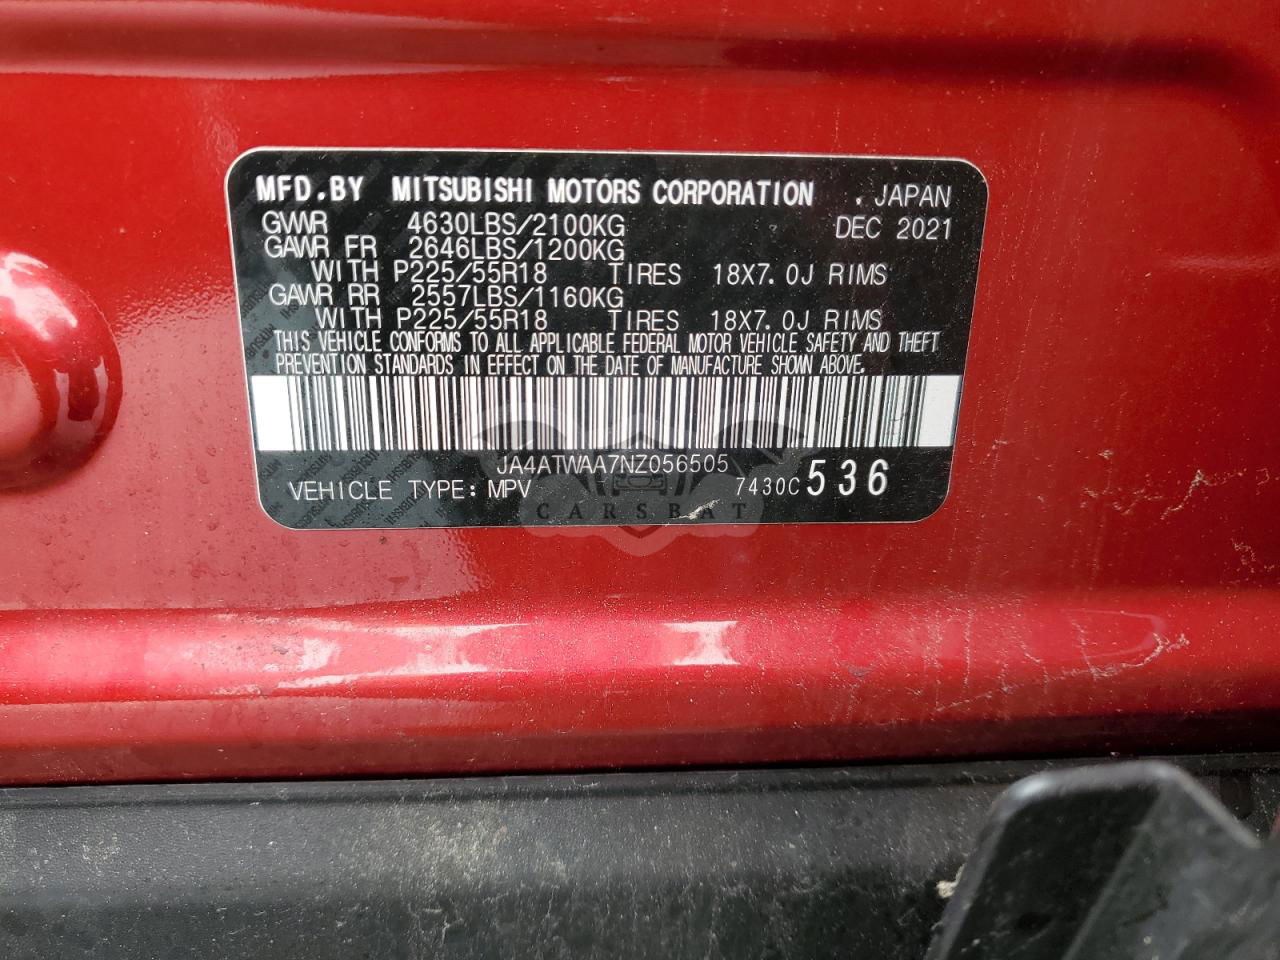 MFD.BY MITSUBISHI MOTORS CORPORATION . JAPAN
GVWR 4630LBS/2100KG DEC 2021
GAWR FR 2646LBS/1200KG
WITH P225/55R18 TIRES 18X7.0J RIMS
GAWR RR 2557LBS/1160KG
WITH P225/55R18 TIRES 18X7.0J RIMS
THIS VEHICLE CONFORMS TO ALL APPLICABLE FEDERAL MOTOR VEHICLE SAFETY AND THEFT
PREVENTION STANDARDS IN EFFECT ON THE DATE OF MANUFACTURE SHOWN ABOVE.
JA4ATWAA7NZ056505
VEHICLE TYPE: MPV 7430C 536
CARSBAT